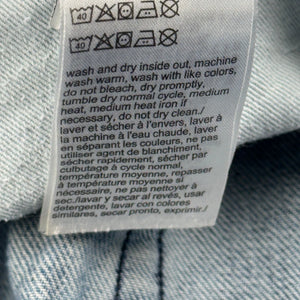 40
40
wash and dry inside out, machine
wash warm, wash with like colors,
do not bleach, dry promptly,
tumble dry normal cycle, medium
heat, medium heat iron if
necessary, do not dry clean./
laver et sécher à l'envers, laver à
la machine à l'eau chaude, laver
en séparant les couleurs, ne pas
utiliser agent de blanchiment,
sécher rapidement, sécher par
culbutage à cycle normal,
température moyenne, repasser
à température moyenne si
nécessaire, ne pas nettoyer à
sec./lavar y secar al revés, usar
detergente, lavar con colores
similares, secar pronto, exprimir./